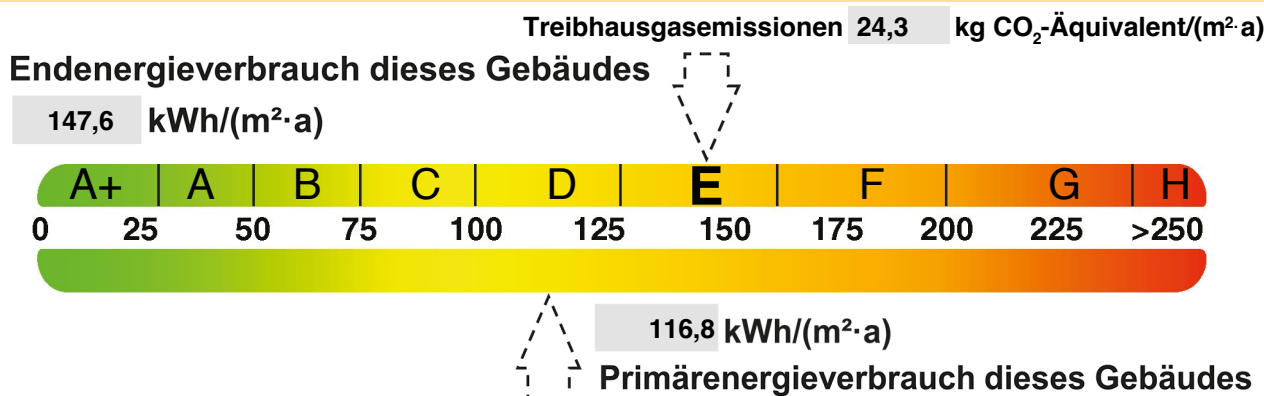 Treibhausgasemissionen 24,3 kg CO₂-Äquivalent/(m²·a)
Endenergieverbrauch dieses Gebäudes
147,6 kWh/(m²·a)
A+ A B C D E F G H
0 25 50 75 100 125 150 175 200 225 >250
116,8 kWh/(m²·a)
Primärenergieverbrauch dieses Gebäudes